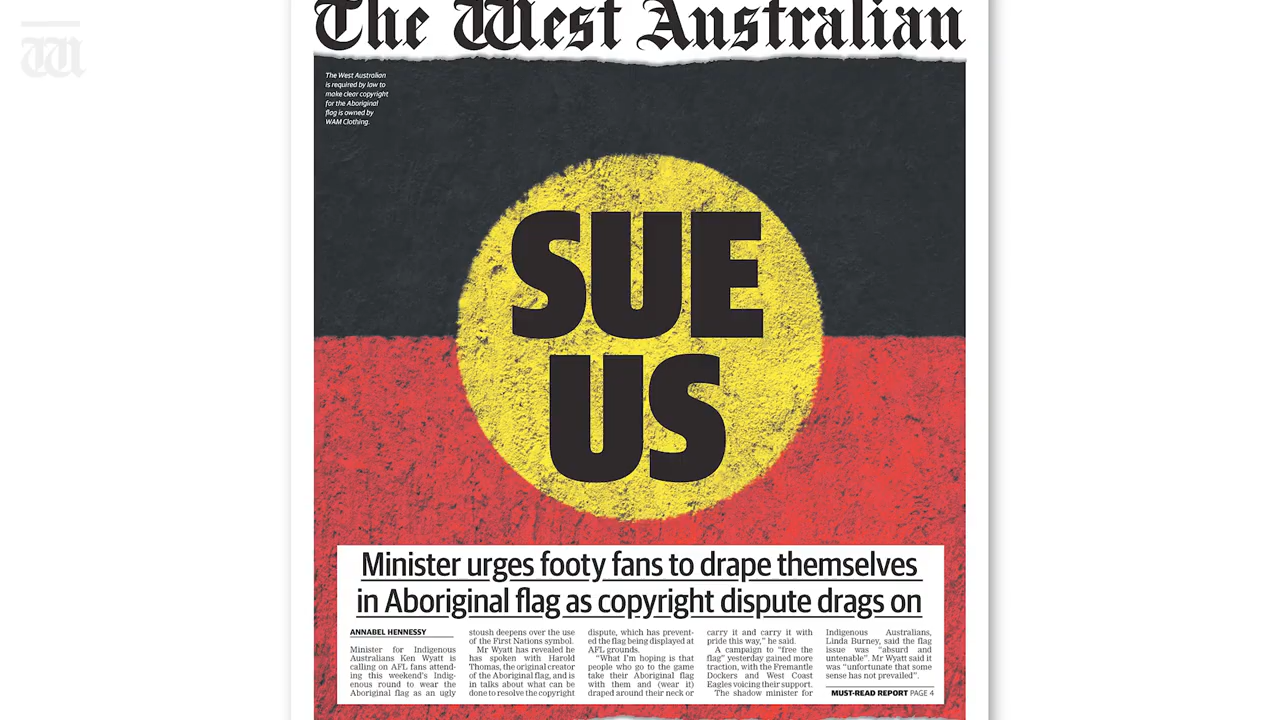 The West Australian
W
The West Australian
is required by law to
make clear copyright
for the Aboriginal
flag is owned by
WAM Clothing.
SUE
US
Minister urges footy fans to drape themselves
in Aboriginal flag as copyright dispute drags on
ANNABEL HENNESSY
Minister for Indigenous
Australians Ken Wyatt is
calling on AFL fans attend-
ing this weekend's Indig-
enous round to wear the
Aboriginal flag as an ugly
stoush deepens over the use
of the First Nations symbol.
Mr Wyatt has revealed he
has spoken with Harold
Thomas, the original creator
of the Aboriginal flag, and is
in talks about what can be
done to resolve the copyright
dispute, which has prevent-
ed the flag being displayed at
AFL grounds.
"What I'm hoping is that
people who go to the game
take their Aboriginal flag
with them and (wear it)
draped around their neck or
carry it and carry it with
pride this way," he said.
A campaign to "free the
flag" yesterday gained more
traction, with the Fremantle
Dockers and West Coast
Eagles voicing their support.
The shadow minister for
Indigenous Australians,
Linda Burney, said the flag
issue was "absurd and
untenable". Mr Wyatt said it
was "unfortunate that some
sense has not prevailed".
MUST-READ REPORT PAGE 4